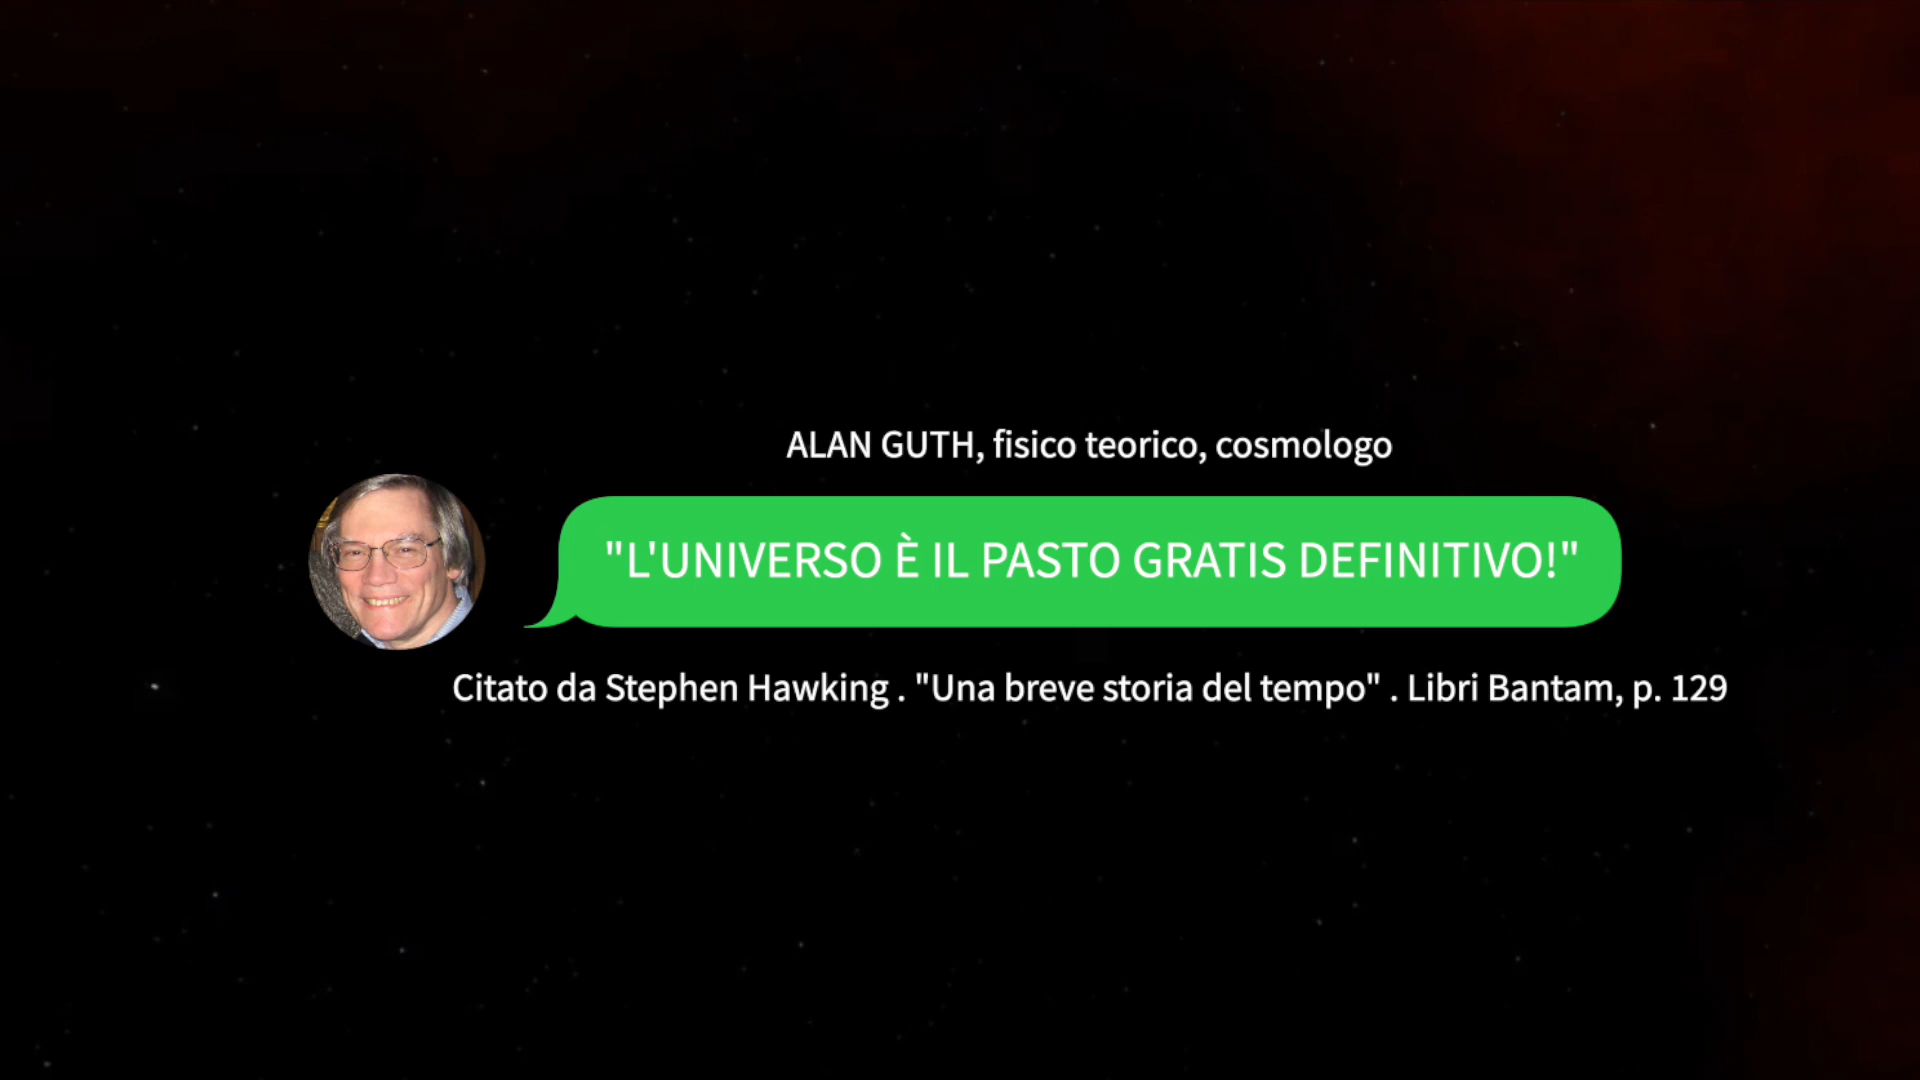 ALAN GUTH, fisico teorico, cosmologo
"L'UNIVERSO È IL PASTO GRATIS DEFINITIVO!"
Citato da Stephen Hawking . "Una breve storia del tempo" . Libri Bantam, p. 129